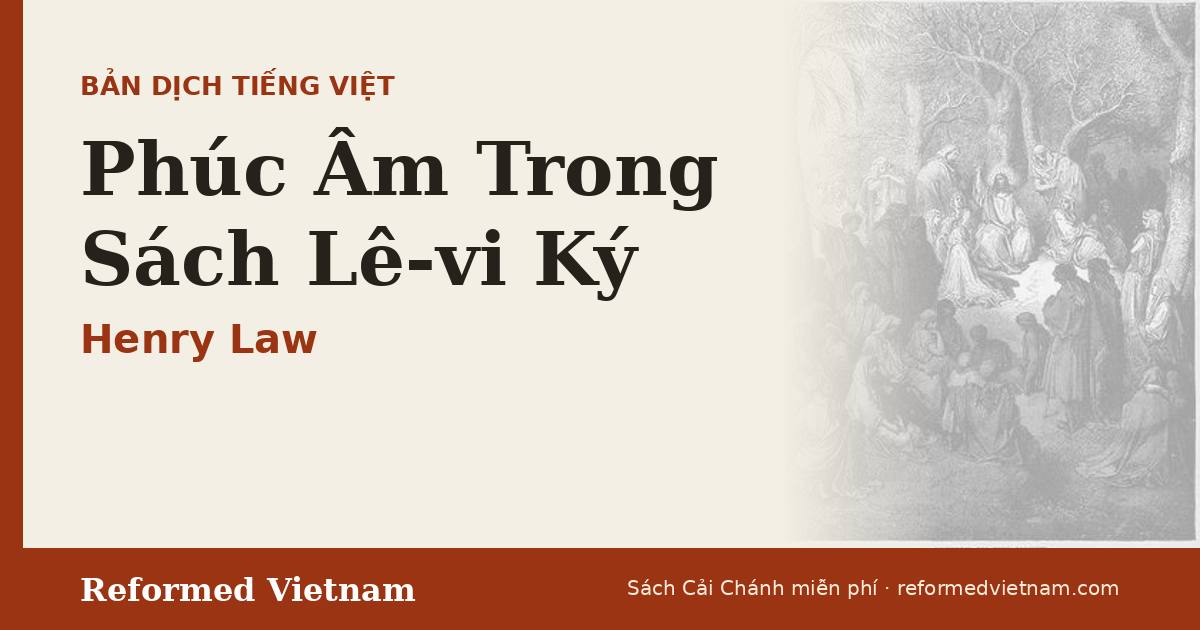 BẢN DỊCH TIẾNG VIỆT
Phúc Âm Trong
Sách Lê-vi Ký
Henry Law
Reformed Vietnam
Sách Cải Chánh miễn phí · reformedvietnam.com